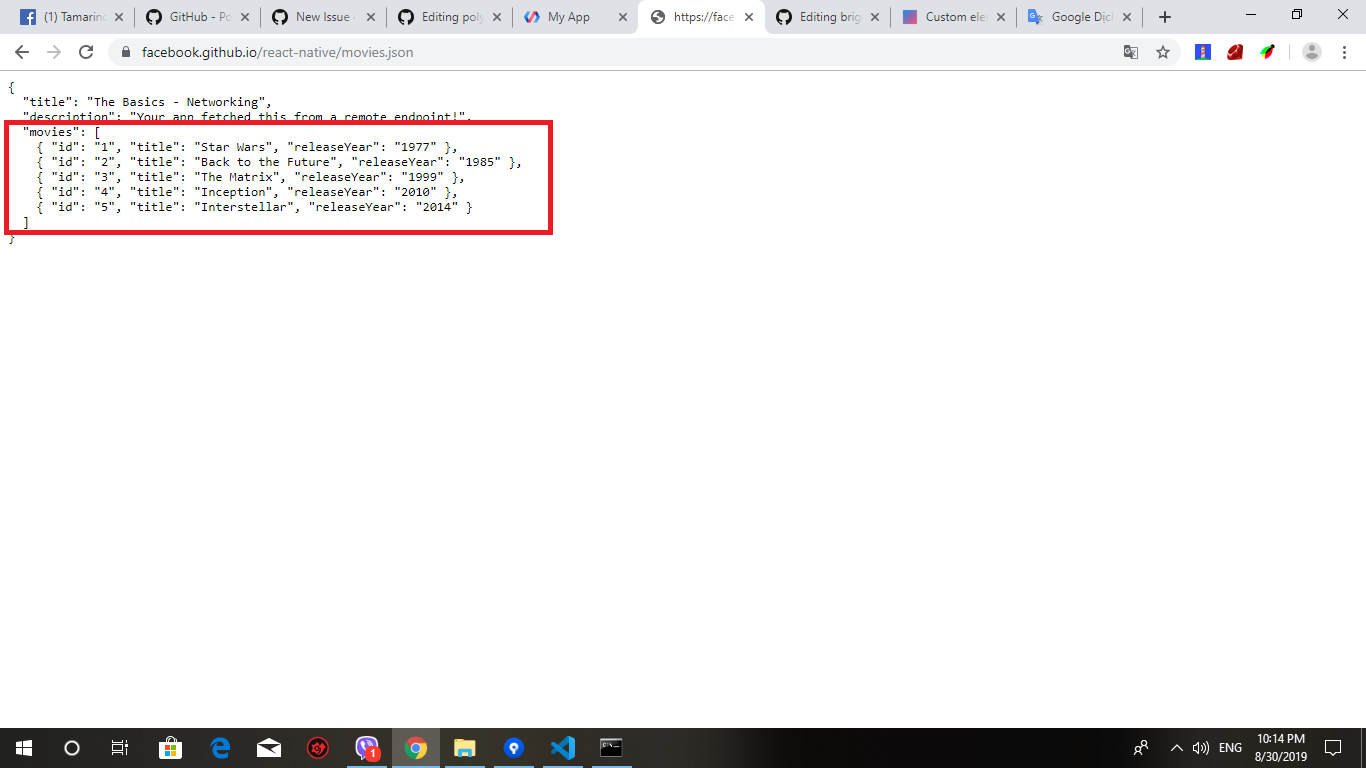 (1) Tamarind
GitHub - Po
New Issue
Editing poly
My App
https://face
Editing brig
Custom ele
Google Dịch
facebook.github.io/react-native/movies.json
{
"title": "The Basics - Networking",
"description": "Your app fetched this from a remote endpoint!",
"movies": [
{ "id": "1", "title": "Star Wars", "releaseYear": "1977" },
{ "id": "2", "title": "Back to the Future", "releaseYear": "1985" },
{ "id": "3", "title": "The Matrix", "releaseYear": "1999" },
{ "id": "4", "title": "Inception", "releaseYear": "2010" },
{ "id": "5", "title": "Interstellar", "releaseYear": "2014" }
]
}
1
ENG
10:14 PM
8/30/2019